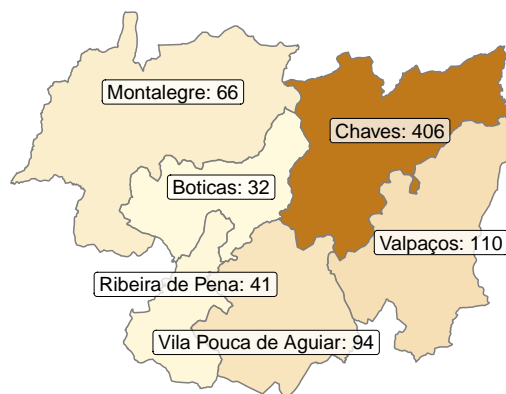 Montalegre: 66
Chaves: 406
Boticas: 32
Valpaços: 110
Ribeira de Pena: 41
Vila Pouca de Aguiar: 94